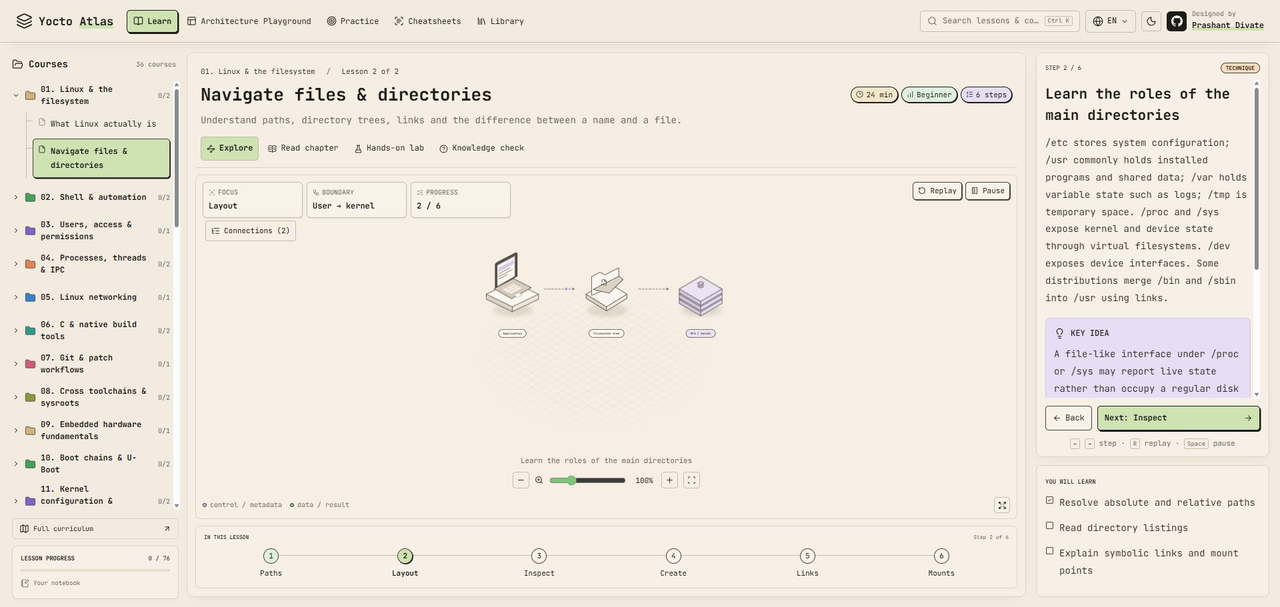 Yocto Atlas
Learn
Architecture Playground
Practice
Cheatsheets
Library
Search lessons & co…
Ctrl K
EN
Designed by
Prashant Divate
Courses
36 courses
01. Linux & the filesystem
0/2
What Linux actually is
Navigate files & directories
02. Shell & automation
0/2
03. Users, access & permissions
0/1
04. Processes, threads & IPC
0/2
05. Linux networking
0/1
06. C & native build tools
0/2
07. Git & patch workflows
0/1
08. Cross toolchains & sysroots
0/2
09. Embedded hardware fundamentals
0/1
10. Boot chains & U-Boot
0/2
11. Kernel configuration &
0/2
Full curriculum
LESSON PROGRESS
0 / 76
Your notebook
01. Linux & the filesystem / Lesson 2 of 2
Navigate files & directories
24 min
Beginner
6 steps
Understand paths, directory trees, links and the difference between a name and a file.
Explore
Read chapter
Hands-on lab
Knowledge check
FOCUS
Layout
BOUNDARY
User → kernel
PROGRESS
2 / 6
Replay
Pause
Connections (2)
Application
Filesystem tree
VFS / kernel
Learn the roles of the main directories
100%
control / metadata
data / result
IN THIS LESSON
Step 2 of 6
1
2
3
4
5
6
Paths
Layout
Inspect
Create
Links
Mounts
STEP 2 / 6
TECHNIQUE
Learn the roles of the
main directories
/etc stores system configuration;
/usr commonly holds installed
programs and shared data; /var holds
variable state such as logs; /tmp is
temporary space. /proc and /sys
expose kernel and device state
through virtual filesystems. /dev
exposes device interfaces. Some
distributions merge /bin and /sbin
into /usr using links.
KEY IDEA
A file-like interface under /proc
or /sys may report live state
rather than occupy a regular disk
← Back
Next: Inspect →
← → step · R replay · Space pause
YOU WILL LEARN
Resolve absolute and relative paths
Read directory listings
Explain symbolic links and mount
points